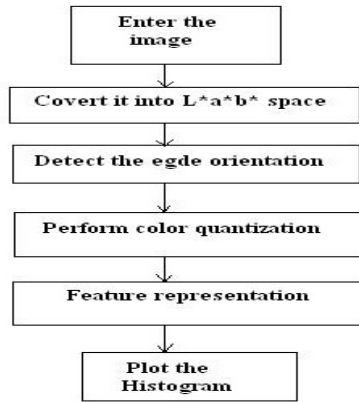 Enter the
image
Covert it into L*a*b* space
Detect the egde orientation
Perform color quantization
Feature representation
Plot the
Histogram